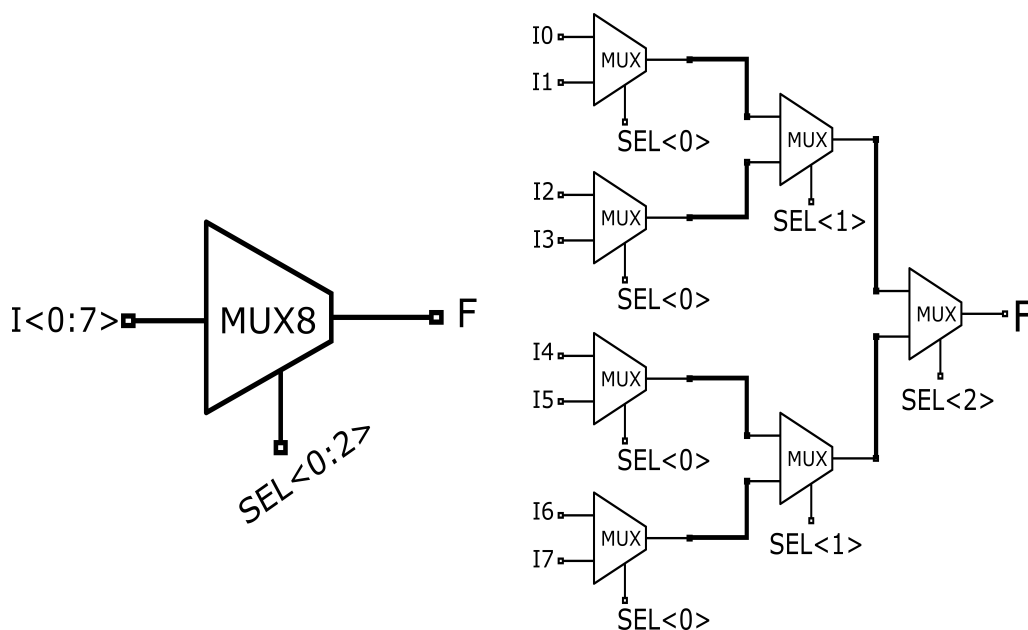 I<0:7>
MUX8
F
SEL<0:2>
I0
I1
MUX
SEL<0>
I2
I3
MUX
SEL<0>
MUX
SEL<1>
I4
I5
MUX
SEL<0>
I6
I7
MUX
SEL<0>
MUX
SEL<1>
MUX
SEL<2>
F